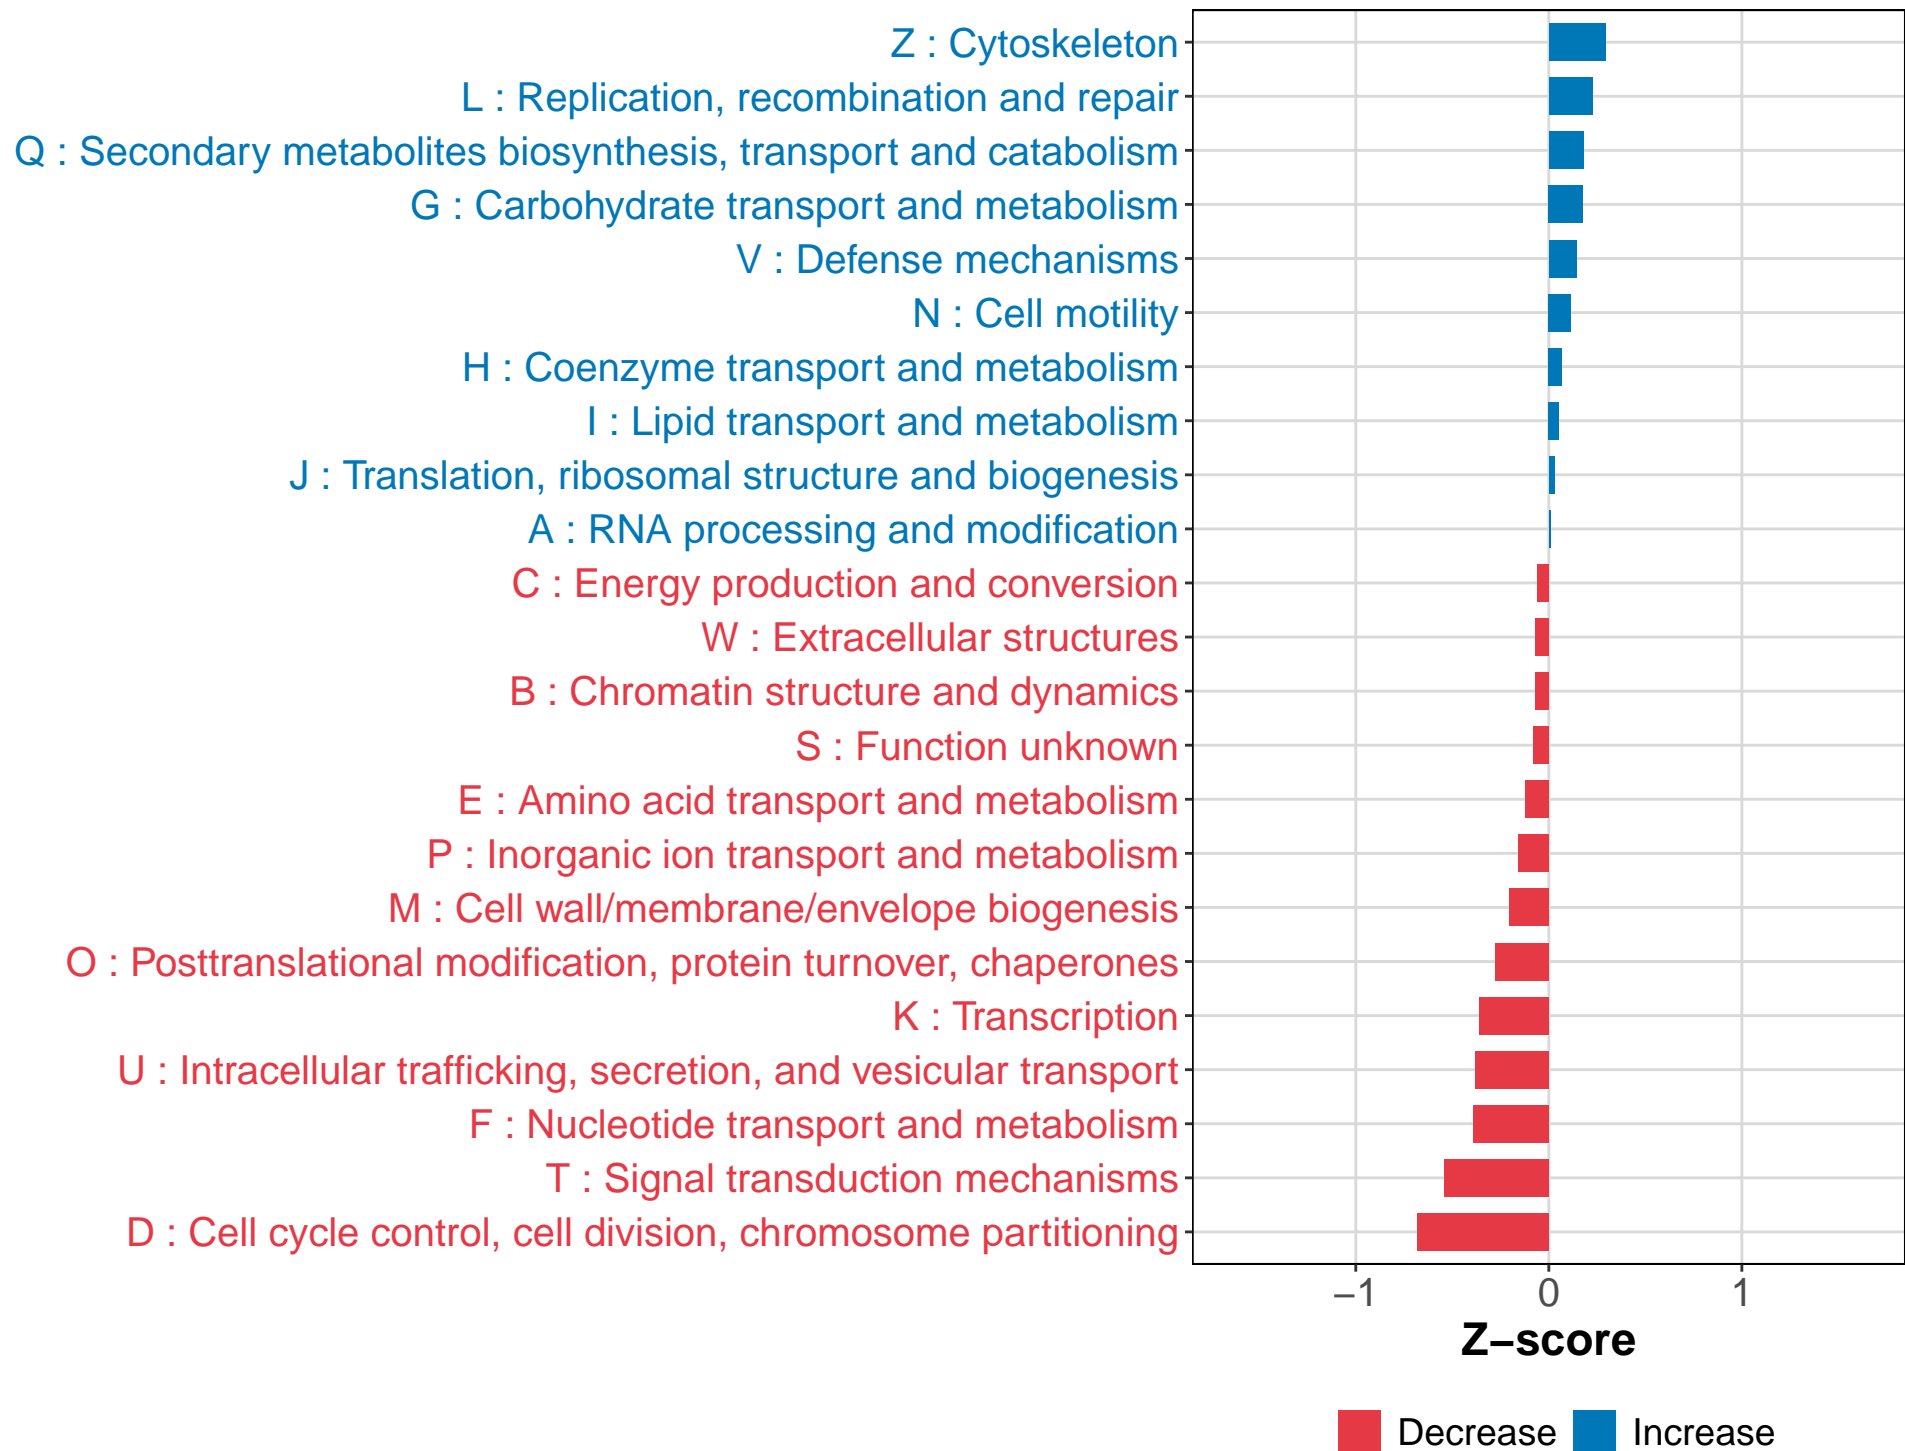 Z : Cytoskeleton
L : Replication, recombination and repair
Q : Secondary metabolites biosynthesis, transport and catabolism
G : Carbohydrate transport and metabolism
V : Defense mechanisms
N : Cell motility
H : Coenzyme transport and metabolism
I : Lipid transport and metabolism
J : Translation, ribosomal structure and biogenesis
A : RNA processing and modification
C : Energy production and conversion
W : Extracellular structures
B : Chromatin structure and dynamics
S : Function unknown
E : Amino acid transport and metabolism
P : Inorganic ion transport and metabolism
M : Cell wall/membrane/envelope biogenesis
O : Posttranslational modification, protein turnover, chaperones
K : Transcription
U : Intracellular trafficking, secretion, and vesicular transport
F : Nucleotide transport and metabolism
T : Signal transduction mechanisms
D : Cell cycle control, cell division, chromosome partitioning
−1 0 1
Z−score
Decrease Increase